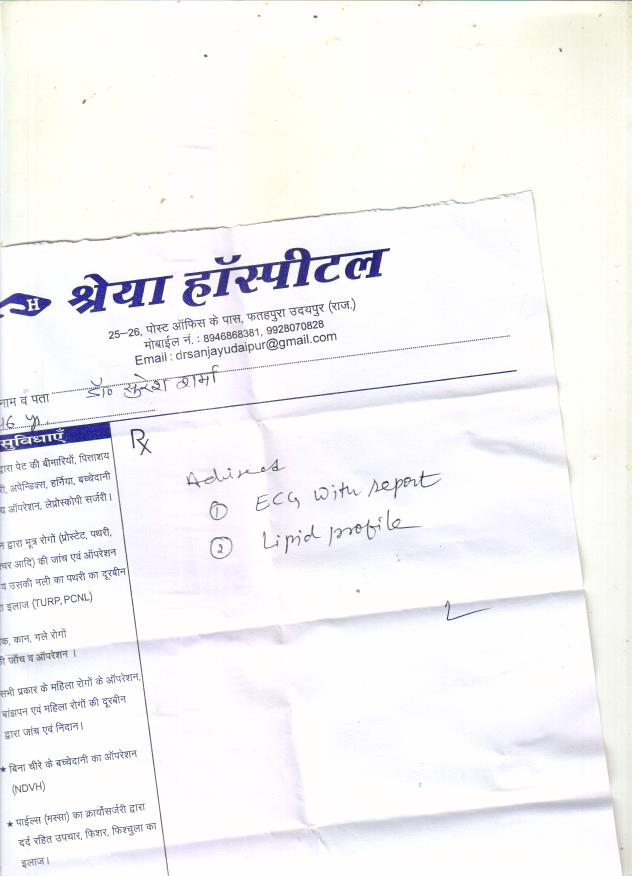 H
श्रेया हॉस्पीटल
25–26, पोस्ट ऑफिस के पास, फतहपुरा उदयपुर (राज.)
मोबाईल नं. : 8946868381, 9928070828
Email : drsanjayudaipur@gmail.com
नाम व पता डॉ० सुरेश शर्मा
46 yr.
सुविधाएँ
Rx
द्वारा पेट की बीमारियाँ, पित्ताशय
री, अपेन्डिक्स, हर्निया, बच्चेदानी
य ऑपरेशन, लेप्रोस्कोपी सर्जरी।
न द्वारा मूत्र रोगों (प्रोस्टेट, पथरी,
चर आदि) की जांच एवं ऑपरेशन
व उसकी नली का पथरी का दूरबीन
इलाज (TURP, PCNL)
क, कान, गले रोगों
की जाँच व ऑपरेशन ।
सभी प्रकार के महिला रोगों के ऑपरेशन,
बांझपन एवं महिला रोगों की दूरबीन
द्वारा जांच एवं निदान।
★ बिना चीरे के बच्चेदानी का ऑपरेशन
(NDVH)
★ पाईल्स (मस्सा) का क्रार्योसर्जरी द्वारा
दर्द रहित उपचार, फिशर, फिश्चुला का
इलाज।
Advised
① ECG with report
② Lipid profile